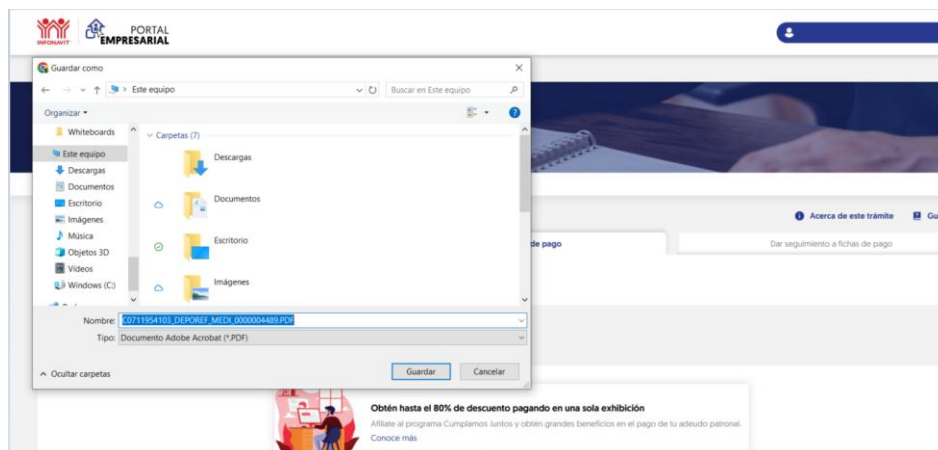 INFONAVIT
PORTAL
EMPRESARIAL
Guardar como
Este equipo
Buscar en Este equipo
Organizar
Whiteboards
Este equipo
Descargas
Documentos
Escritorio
Imágenes
Música
Objetos 3D
Vídeos
Windows (C:)
Carpetas (7)
Descargas
Documentos
Escritorio
Imágenes
Nombre: C0711954103_DEPOREF_MEDI_0000004489.PDF
Tipo: Documento Adobe Acrobat (*.PDF)
Ocultar carpetas
Guardar
Cancelar
Acerca de este trámite
Gu
de pago
Dar seguimiento a fichas de pago
Obtén hasta el 80% de descuento pagando en una sola exhibición
Afíliate al programa Cumplamos Juntos y obtén grandes beneficios en el pago de tu adeudo patronal.
Conoce más